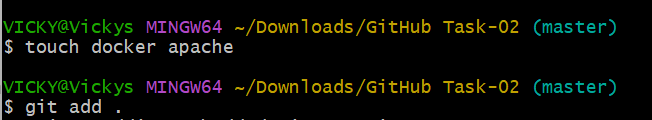 VICKY@Vickys MINGW64 ~/Downloads/GitHub Task-02 (master)
$ touch docker apache
VICKY@Vickys MINGW64 ~/Downloads/GitHub Task-02 (master)
$ git add .